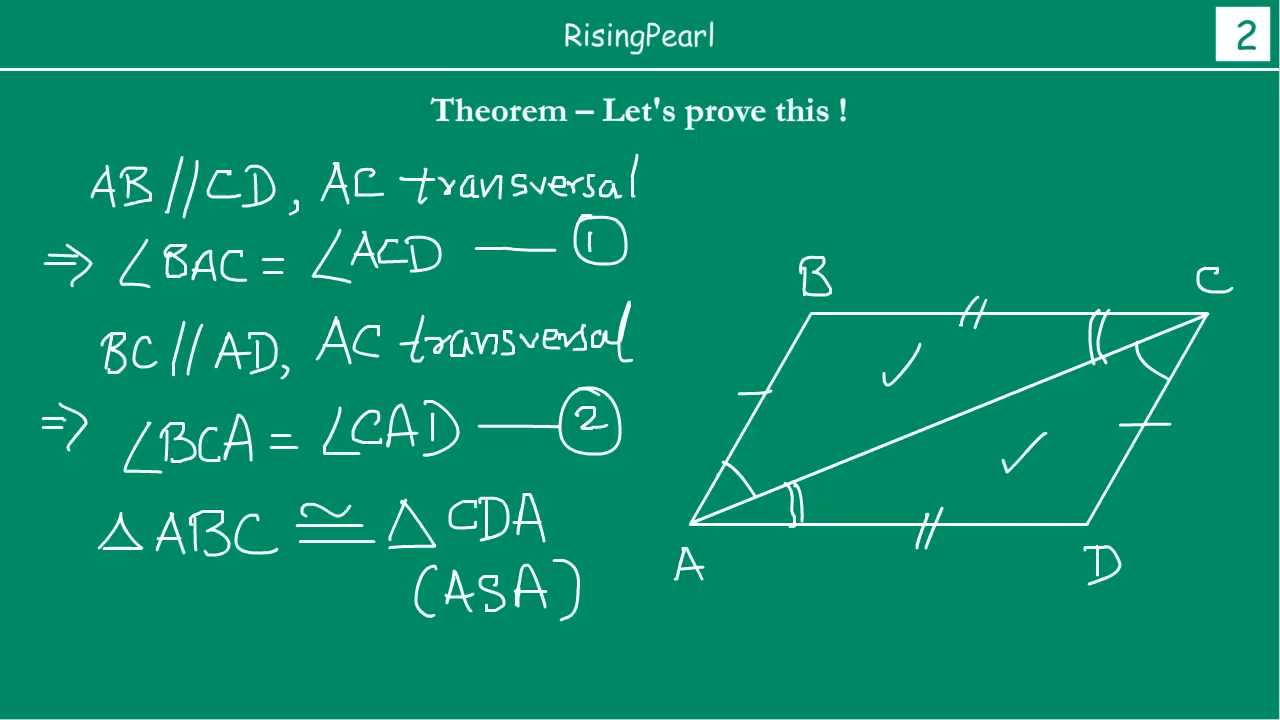 RisingPearl
2
Theorem – Let's prove this !
AB // CD, AC transversal
⇒ ∠BAC = ∠ACD — 1
BC // AD, AC transversal
⇒ ∠BCA = ∠CAD — 2
△ABC ≅ △CDA
(ASA)
B
C
A
D